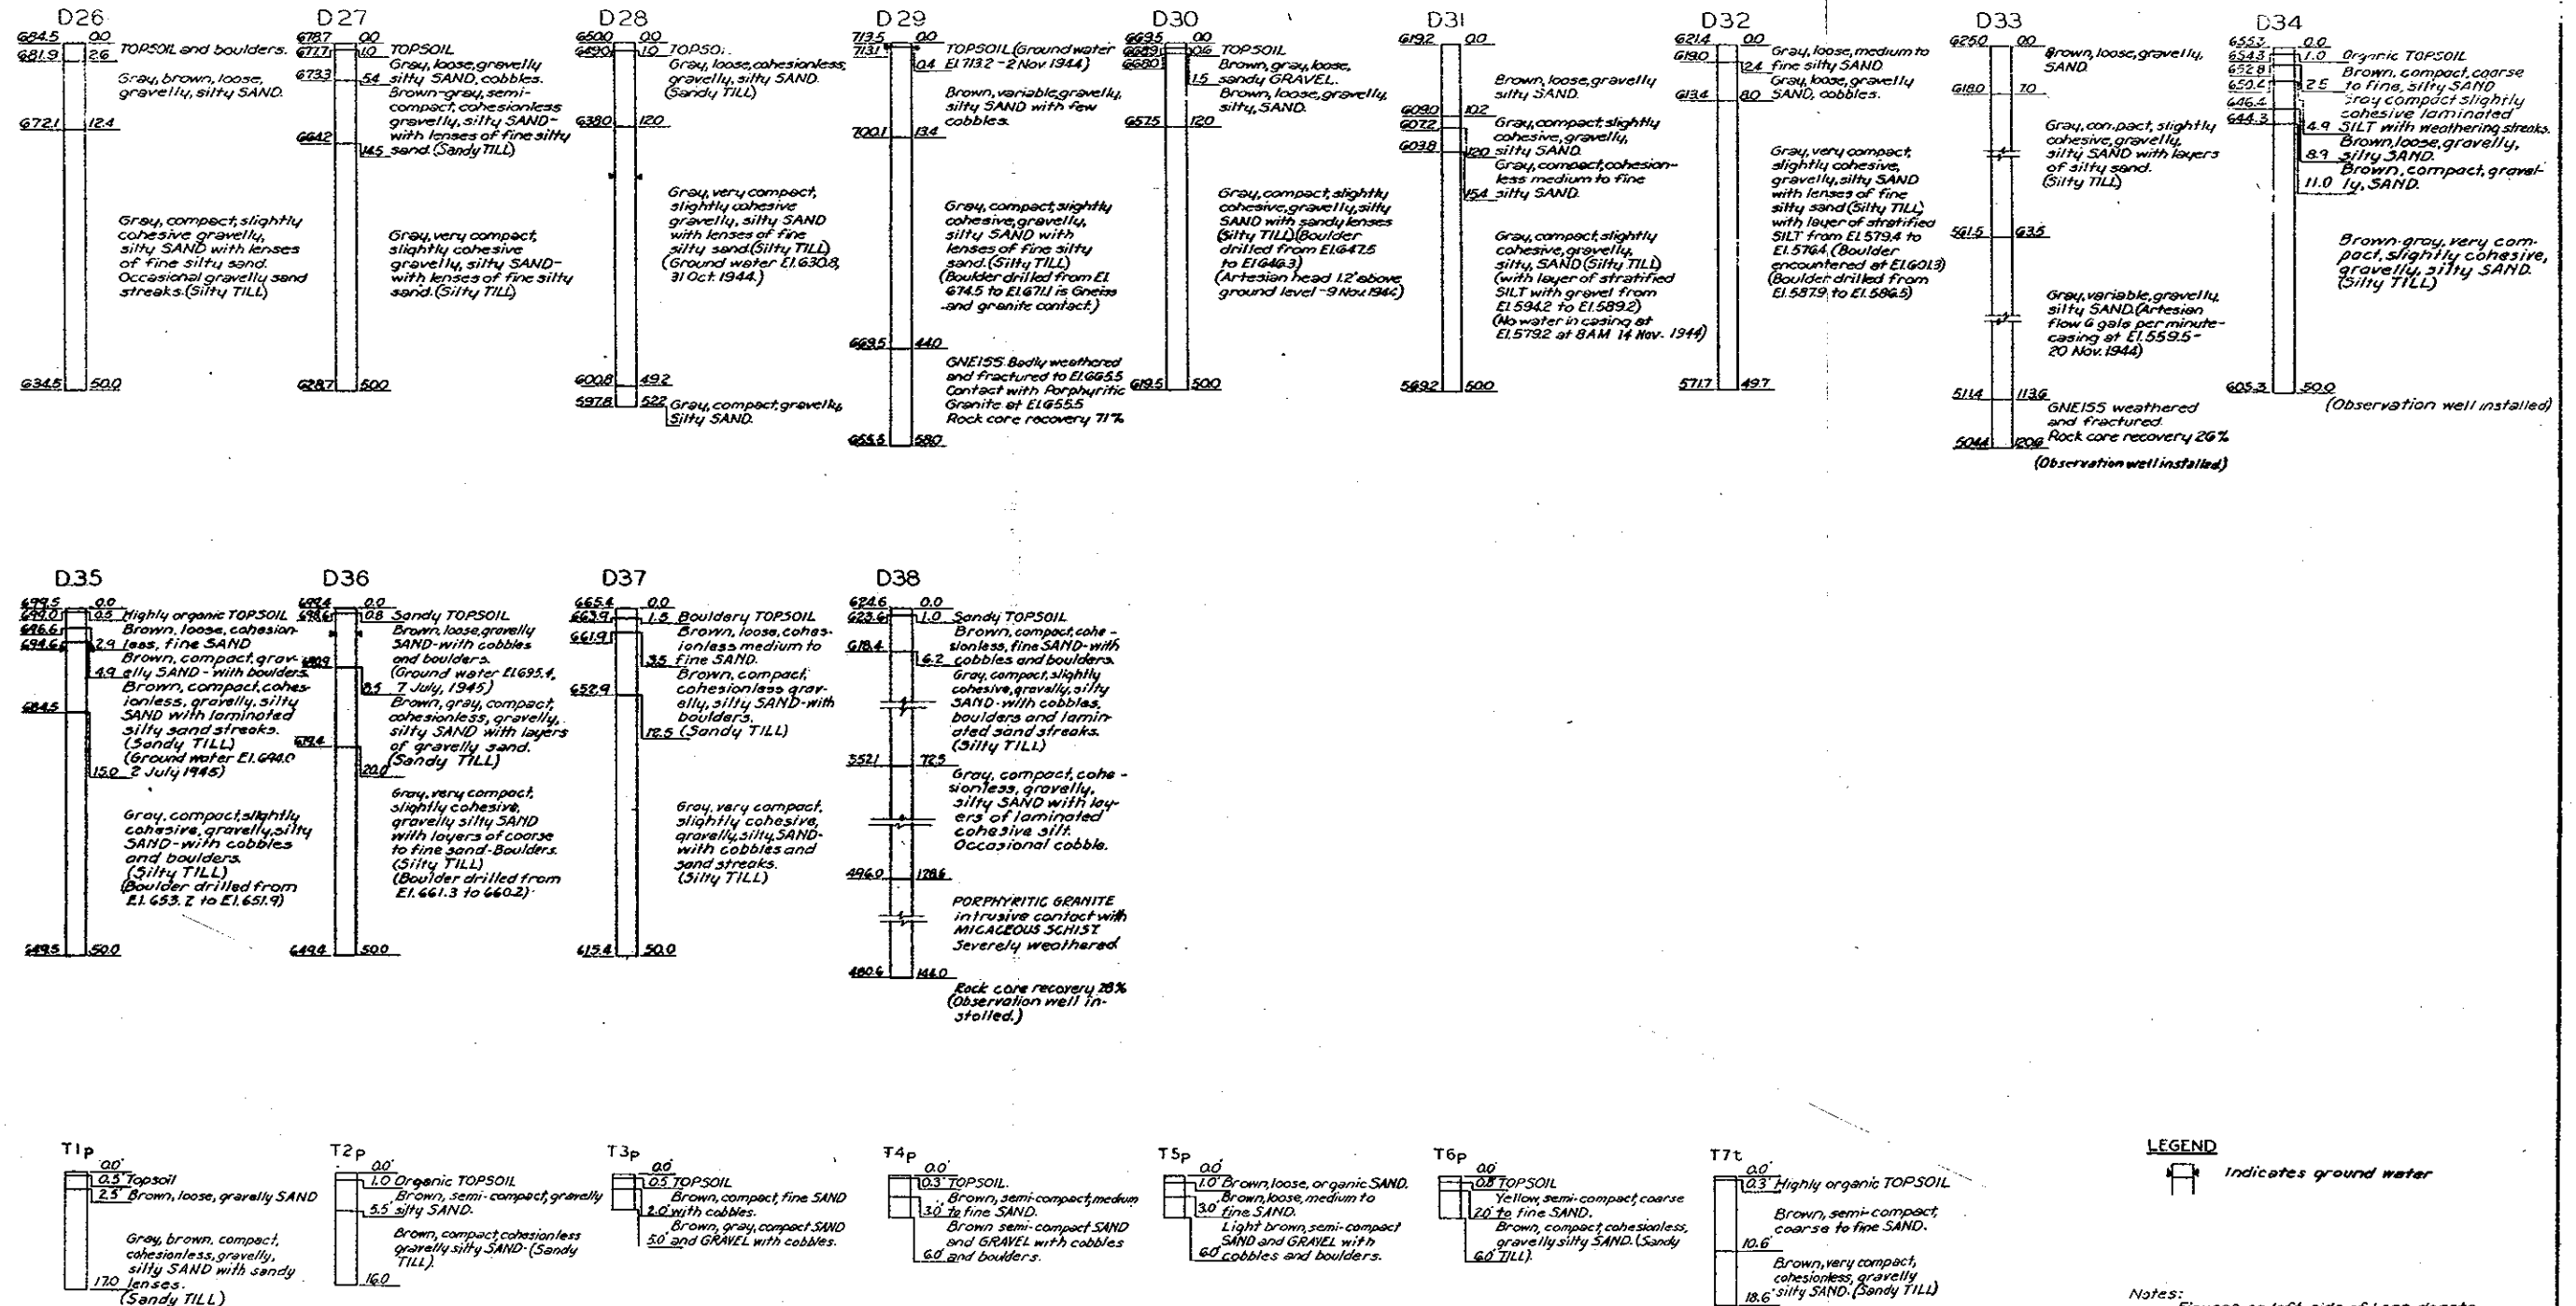 D26
684.5 0.0
681.9 2.6
TOPSOIL and boulders.
Gray, brown, loose,
gravelly, silty SAND.
672.1 12.4
Gray, compact, slightly
cohesive gravelly,
silty SAND with lenses
of fine silty sand.
Occasional gravelly sand
streaks. (Silty TILL)
634.5 50.0
D27
678.7 0.0
677.7 1.0 TOPSOIL
Gray, loose, gravelly
673.3 5.4 silty SAND, cobbles.
Brown-gray, semi-
compact, cohesionless
gravelly, silty SAND-
with lenses of fine silty
664.2 14.5 sand. (Sandy TILL)
Gray, very compact,
slightly cohesive
gravelly, silty SAND-
with lenses of fine silty
sand. (Silty TILL)
628.7 50.0
D28
650.0 0.0
649.0 1.0 TOPSOI.
Gray, loose, cohesionless,
gravelly, silty SAND.
(Sandy TILL)
638.0 12.0
Gray, very compact,
slightly cohesive
gravelly, silty SAND
with lenses of fine
silty sand. (Silty TILL)
(Ground water El. 630.8,
31 Oct. 1944.)
600.8 49.2
597.8 52.2 Gray, compact, gravelly,
Silty SAND.
D29
713.5 0.0
713.1 0.4 TOPSOIL (Ground water
El 713.2 - 2 Nov 1944)
Brown, variable, gravelly,
silty SAND with few
cobbles.
700.1 13.4
Gray, compact, slightly
cohesive, gravelly,
silty SAND with
lenses of fine silty
sand. (Silty TILL)
(Boulder drilled from El.
674.5 to El. 671.1 is Gneiss
and granite contact.)
669.5 44.0
GNEISS. Badly weathered
and fractured to El. 665.5
Contact with Porphyritic
Granite at El 655.5
Rock core recovery 71%
655.5 58.0
D30
669.5 0.0
668.9 0.6 TOPSOIL
668.0 Brown, gray, loose,
1.5 sandy GRAVEL.
Brown, loose, gravelly,
silty, SAND.
657.5 12.0
Gray, compact, slightly
cohesive, gravelly, silty
SAND with sandy lenses
(Silty TILL) (Boulder
drilled from El 647.5
to El 646.3)
(Artesian head 1.2' above
ground level - 9 Nov. 1944)
619.5 50.0
D31
619.2 0.0
Brown, loose, gravelly
silty SAND.
609.0 10.2
607.2 Gray, compact, slightly
cohesive, gravelly,
603.8 12.0 silty SAND.
Gray, compact, cohesion-
less medium to fine
15.4 silty SAND.
Gray, compact, slightly
cohesive, gravelly,
silty, SAND (Silty TILL)
(with layer of stratified
SILT with gravel from
El 594.2 to El. 589.2)
(No water in casing at
El. 579.2 at 8AM 14 Nov. 1944)
569.2 50.0
D32
621.4 0.0
Gray, loose, medium to
619.0 2.4 fine silty SAND
Gray, loose, gravelly
613.4 8.0 SAND, cobbles.
Gray, very compact,
slightly cohesive,
gravelly, silty SAND
with lenses of fine
silty sand (Silty TILL)
with layer of stratified
SILT from El 579.4 to
El. 576.4 (Boulder
encountered at El. 601.3)
(Boulder drilled from
El. 587.9 to El. 586.5)
571.7 49.7
D33
625.0 0.0
Brown, loose, gravelly,
SAND.
618.0 7.0
Gray, compact, slightly
cohesive, gravelly,
silty SAND with layers
of silty sand.
(Silty TILL)
561.5 63.5
Gray, variable, gravelly,
silty SAND. (Artesian
flow 6 gals per minute-
casing at El. 559.5 -
20 Nov. 1944)
511.4 113.6
GNEISS weathered
and fractured.
504.4 120.6 Rock core recovery 26%
(Observation well installed)
D34
655.3 0.0
654.3 1.0 Organic TOPSOIL
652.8 Brown, compact, coarse
650.4 2.5 to fine, silty SAND
646.4 Gray compact slightly
cohesive laminated
644.3 4.9 SILT with weathering streaks.
Brown, loose, gravelly,
8.9 silty SAND.
Brown, compact, gravel-
11.0 ly, SAND.
Brown-gray, very com-
pact, slightly cohesive,
gravelly, silty SAND.
(Silty TILL)
605.3 50.0
(Observation well installed)
D35
699.5 0.0
699.0 0.5 Highly organic TOPSOIL
696.6 Brown, loose, cohesion-
694.6 2.9 less, fine SAND
Brown, compact, grav-
4.9 elly SAND - with boulders.
Brown, compact, cohes-
684.5 ionless, gravelly, silty
SAND with laminated
silty sand streaks.
(Sandy TILL)
(Ground water El. 694.0
15.0 2 July 1945)
Gray, compact, slightly
cohesive, gravelly, silty
SAND - with cobbles
and boulders.
(Silty TILL)
(Boulder drilled from
El. 653.2 to El. 651.9)
649.5 50.0
D36
699.4 0.0
698.6 0.8 Sandy TOPSOIL
Brown, loose, gravelly
SAND - with cobbles
690.9 and boulders.
(Ground water El 695.4,
8.5 7 July, 1945)
Brown, gray, compact,
cohesionless, gravelly,
silty SAND with layers
679.4 of gravelly sand.
(Sandy TILL)
20.0
Gray, very compact,
slightly cohesive,
gravelly silty SAND
with layers of coarse
to fine sand - Boulders.
(Silty TILL)
(Boulder drilled from
El. 661.3 to 660.2)
649.4 50.0
D37
665.4 0.0
663.9 1.5 Bouldery TOPSOIL
661.9 Brown, loose, cohes-
ionless medium to
3.5 fine SAND.
Brown, compact,
652.9 cohesionless grav-
elly, silty SAND - with
boulders.
12.5 (Sandy TILL)
Gray, very compact,
slightly cohesive,
gravelly, silty, SAND-
with cobbles and
sand streaks.
(Silty TILL)
615.4 50.0
D38
624.6 0.0
623.6 1.0 Sandy TOPSOIL
Brown, compact, cohe-
618.4 sionless, fine SAND - with
6.2 cobbles and boulders.
Gray, compact, slightly
cohesive, gravelly, silty
SAND - with cobbles,
boulders and lamin-
ated sand streaks.
(Silty TILL)
552.1 72.5
Gray, compact, cohe-
sionless, gravelly,
silty SAND with lay-
ers of laminated
cohesive silt.
Occasional cobble.
496.0 128.6
PORPHYRITIC GRANITE
intrusive contact with
MICACEOUS SCHIST
Severely weathered
480.6 144.0
Rock core recovery 28%
(Observation well in-
stalled.)
T1p
0.0'
0.5' Topsoil
2.5' Brown, loose, gravelly SAND
Gray, brown, compact,
cohesionless, gravelly,
silty SAND with sandy
17.0 lenses.
(Sandy TILL)
T2p
0.0'
1.0 Organic TOPSOIL
Brown, semi-compact, gravelly
5.5' silty SAND.
Brown, compact, cohesionless
gravelly silty SAND - (Sandy
TILL).
16.0
T3p
0.0'
0.5 TOPSOIL
Brown, compact, fine SAND
2.0' with cobbles.
Brown, gray, compact SAND
5.0' and GRAVEL with cobbles.
T4p
0.0'
0.3' TOPSOIL.
Brown, semi-compact, medium
3.0' to fine SAND.
Brown semi-compact SAND
and GRAVEL with cobbles
6.0' and boulders.
T5p
0.0'
1.0' Brown, loose, organic SAND.
Brown, loose, medium to
3.0' fine SAND.
Light brown, semi-compact
SAND and GRAVEL with
6.0' cobbles and boulders.
T6p
0.0'
0.8' TOPSOIL
Yellow, semi-compact, coarse
2.0' to fine SAND.
Brown, compact, cohesionless,
gravelly silty SAND. (Sandy
6.0' TILL).
T7t
0.0'
0.3' Highly organic TOPSOIL
Brown, semi-compact,
coarse to fine SAND.
10.6'
Brown, very compact,
cohesionless, gravelly
18.6' silty SAND. (Sandy TILL)
LEGEND
Indicates ground water
Notes: